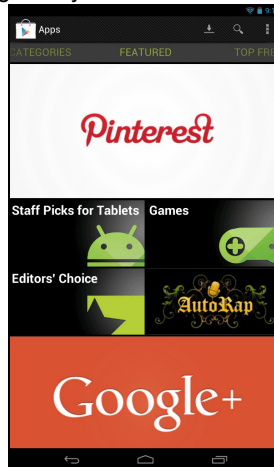 Apps
CATEGORIES FEATURED TOP FRE
Pinterest
Staff Picks for Tablets Games
Editors' Choice
AutoRap
Google+